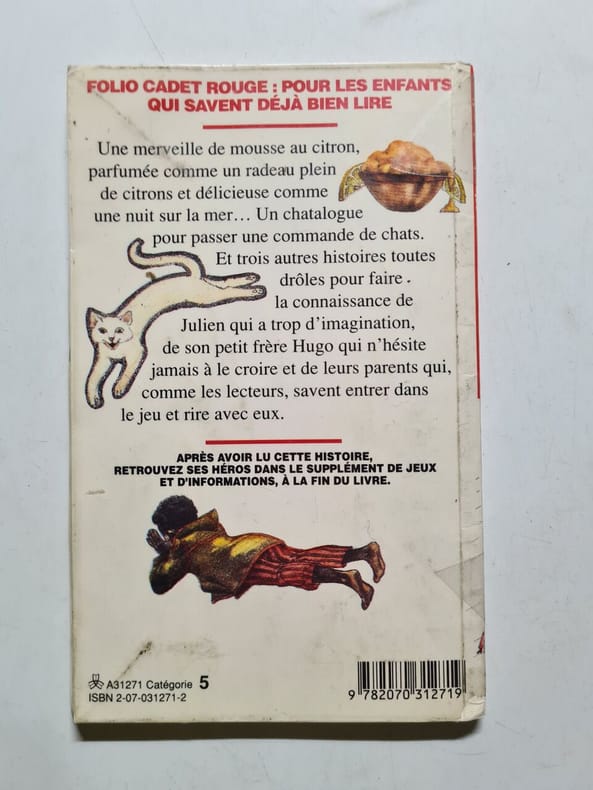 FOLIO CADET ROUGE : POUR LES ENFANTS
QUI SAVENT DÉJÀ BIEN LIRE
Une merveille de mousse au citron,
parfumée comme un radeau plein
de citrons et délicieuse comme
une nuit sur la mer… Un chatalogue
pour passer une commande de chats.
Et trois autres histoires toutes
drôles pour faire
la connaissance de
Julien qui a trop d’imagination,
de son petit frère Hugo qui n’hésite
jamais à le croire et de leurs parents qui,
comme les lecteurs, savent entrer dans
le jeu et rire avec eux.
APRÈS AVOIR LU CETTE HISTOIRE,
RETROUVEZ SES HÉROS DANS LE SUPPLÉMENT DE JEUX
ET D'INFORMATIONS, À LA FIN DU LIVRE.
A31271 Catégorie 5
ISBN 2-07-031271-2
9 782070 312719